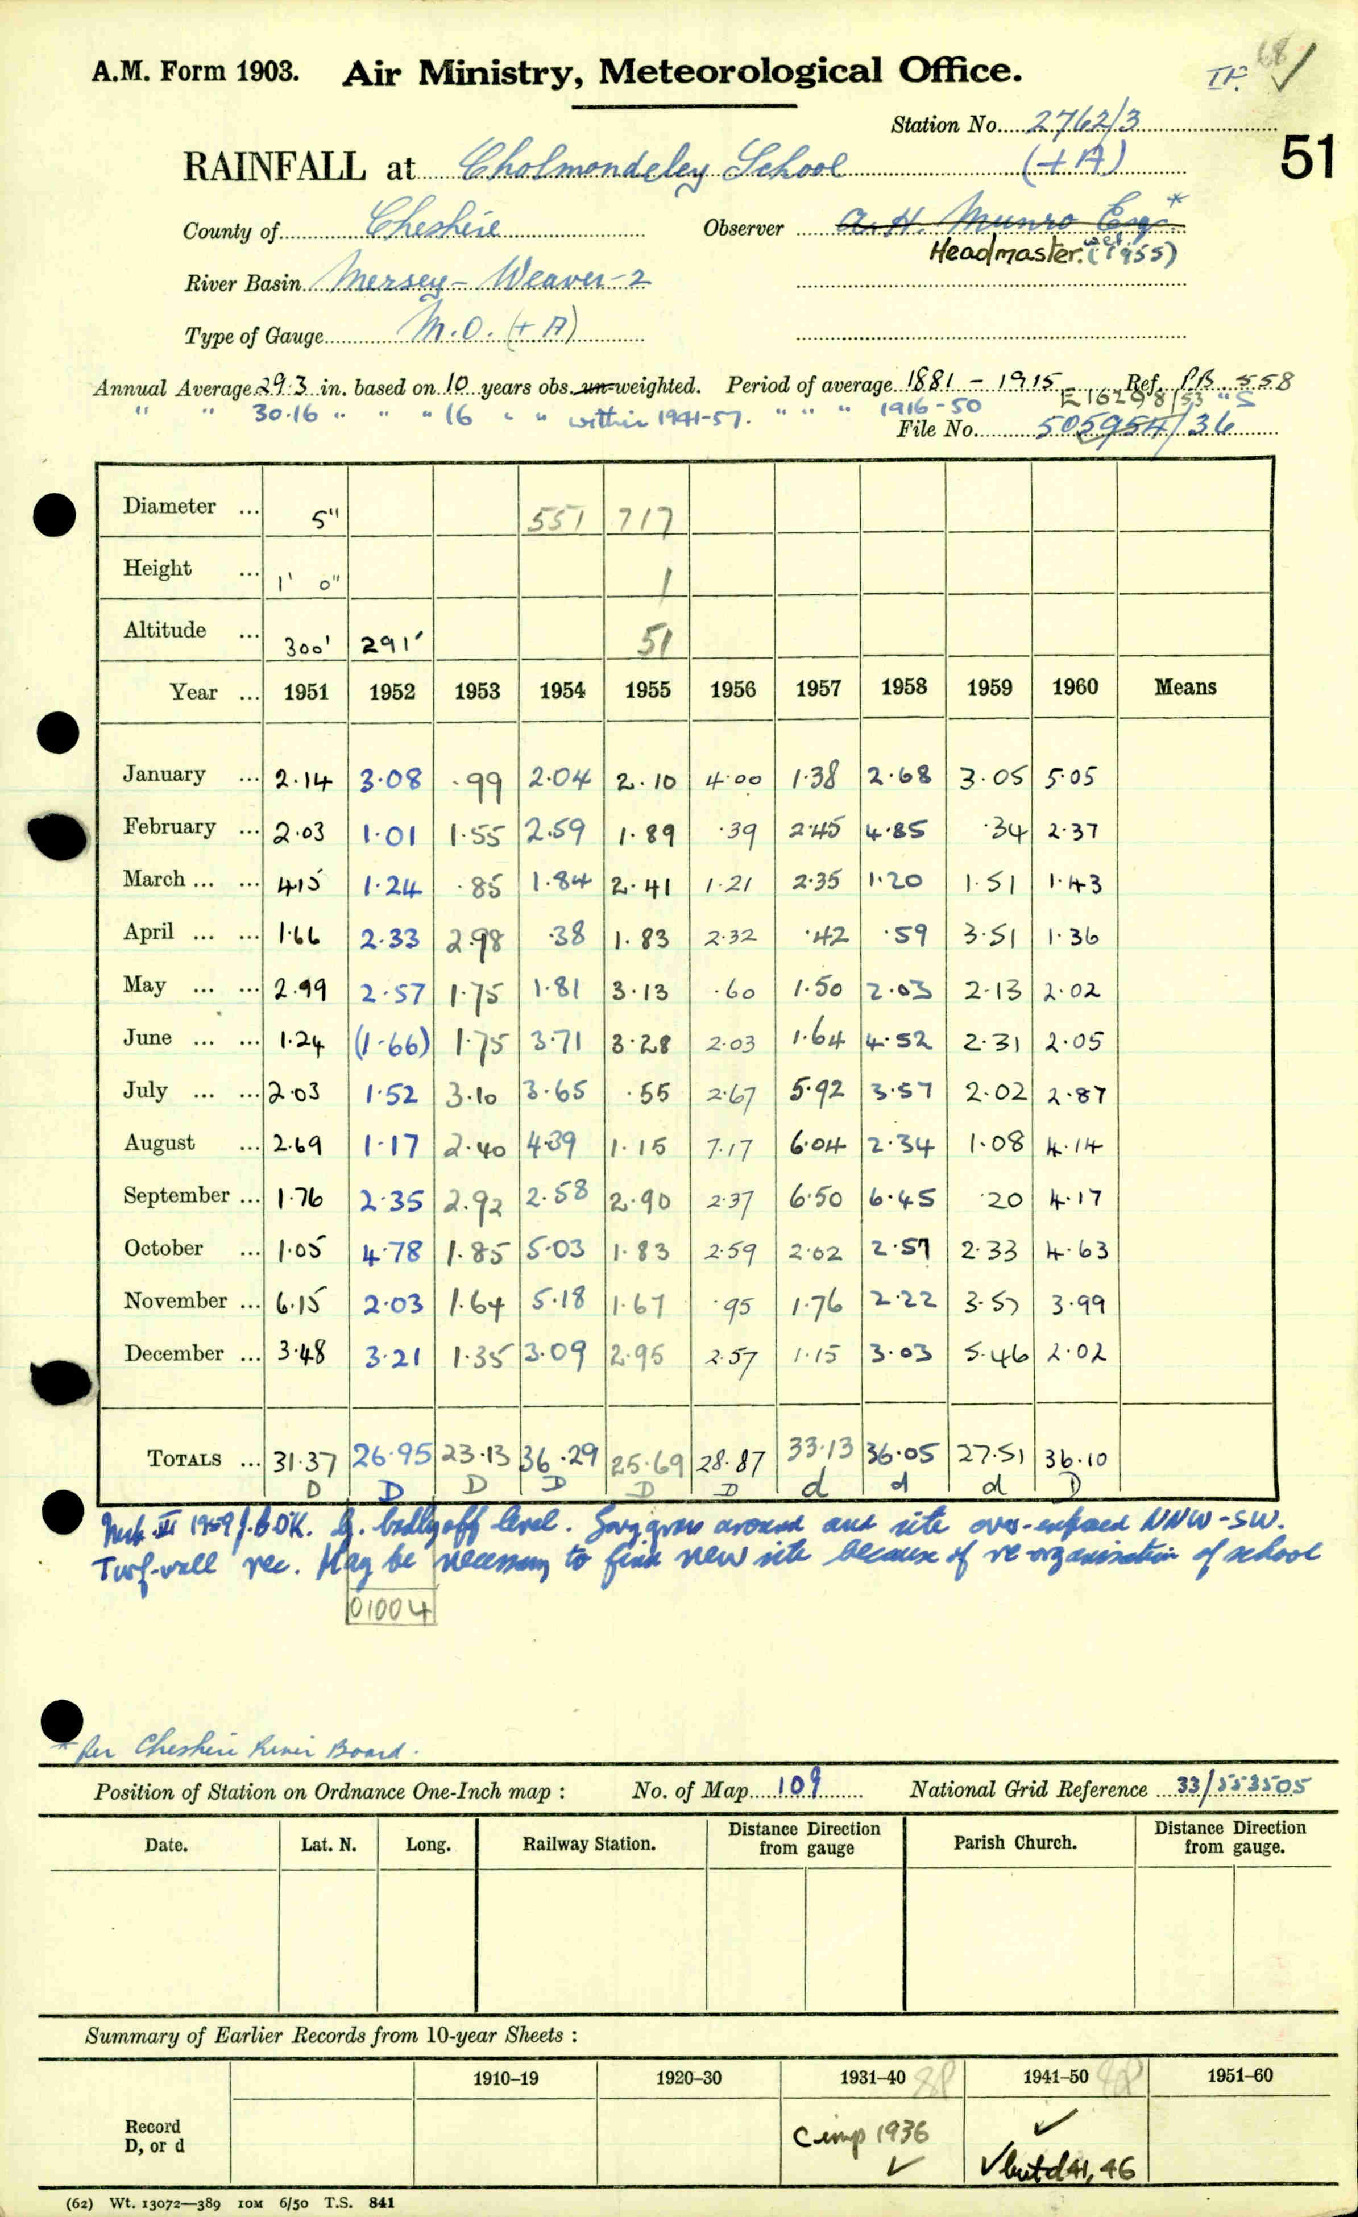 68
A.M. Form 1903. Air Ministry, Meteorological Office.
Station No. 2762/3
51
RAINFALL at Cholmondeley School (+A)
County of Cheshire Observer A.H. Munro Esq. *
Headmaster. (1955)
River Basin Mersey - Weaver-2
Type of Gauge M.O. (+ A)
Annual Average 29.3 in. based on 10 years obs. un-weighted. Period of average 1881 - 1915 Ref. PB 558
" " 30.16 " " " 16 " " within 1941-57. " " " 1916-50 E16298/53 "S
File No. 505954/36
Diameter ... 5" 551 717
Height ... 1' 0" 1
Altitude ... 300' 291' 51
Year ... 1951 1952 1953 1954 1955 1956 1957 1958 1959 1960 Means
January ... 2.14 3.08 .99 2.04 2.10 4.00 1.38 2.68 3.05 5.05
February ... 2.03 1.01 1.55 2.59 1.89 .39 2.45 4.85 .34 2.37
March ... ... 4.15 1.24 .85 1.84 2.41 1.21 2.35 1.20 1.51 1.43
April ... ... 1.66 2.33 2.98 .38 1.83 2.32 .42 .59 3.51 1.36
May ... ... 2.99 2.57 1.75 1.81 3.13 .60 1.50 2.03 2.13 2.02
June ... ... 1.24 (1.66) 1.75 3.71 3.28 2.03 1.64 4.52 2.31 2.05
July ... ... 2.03 1.52 3.10 3.65 .55 2.67 5.92 3.57 2.02 2.87
August ... 2.69 1.17 2.40 4.39 1.15 7.17 6.04 2.34 1.08 4.14
September ... 1.76 2.35 2.92 2.58 2.90 2.37 6.50 6.45 .20 4.17
October ... 1.05 4.78 1.85 5.03 1.83 2.59 2.02 2.57 2.33 4.63
November ... 6.15 2.03 1.64 5.18 1.67 .95 1.76 2.22 3.57 3.99
December ... 3.48 3.21 1.35 3.09 2.95 2.57 1.15 3.03 5.46 2.02
Totals ... 31.37 26.95 23.13 36.29 25.69 28.87 33.13 36.05 27.51 36.10
D D D D D D d d d D
1959 G. OK. G. badly off level. Long grass around and site over-exposed NNW-SW.
Turf-wall rec. May be necessary to find new site because of re-organisation of school
01004
* per Cheshire River Board.
Position of Station on Ordnance One-Inch map : No. of Map 109 National Grid Reference 33/553505
Date. Lat. N. Long. Railway Station. Distance Direction from gauge Parish Church. Distance Direction from gauge.
Summary of Earlier Records from 10-year Sheets :
1910–19 1920–30 1931–40 88 1941–50 1951–60
Record D, or d C imp 1936 ✓ ✓
✓ but d 41, 46
(62) Wt. 13072—389 10M 6/50 T.S. 841